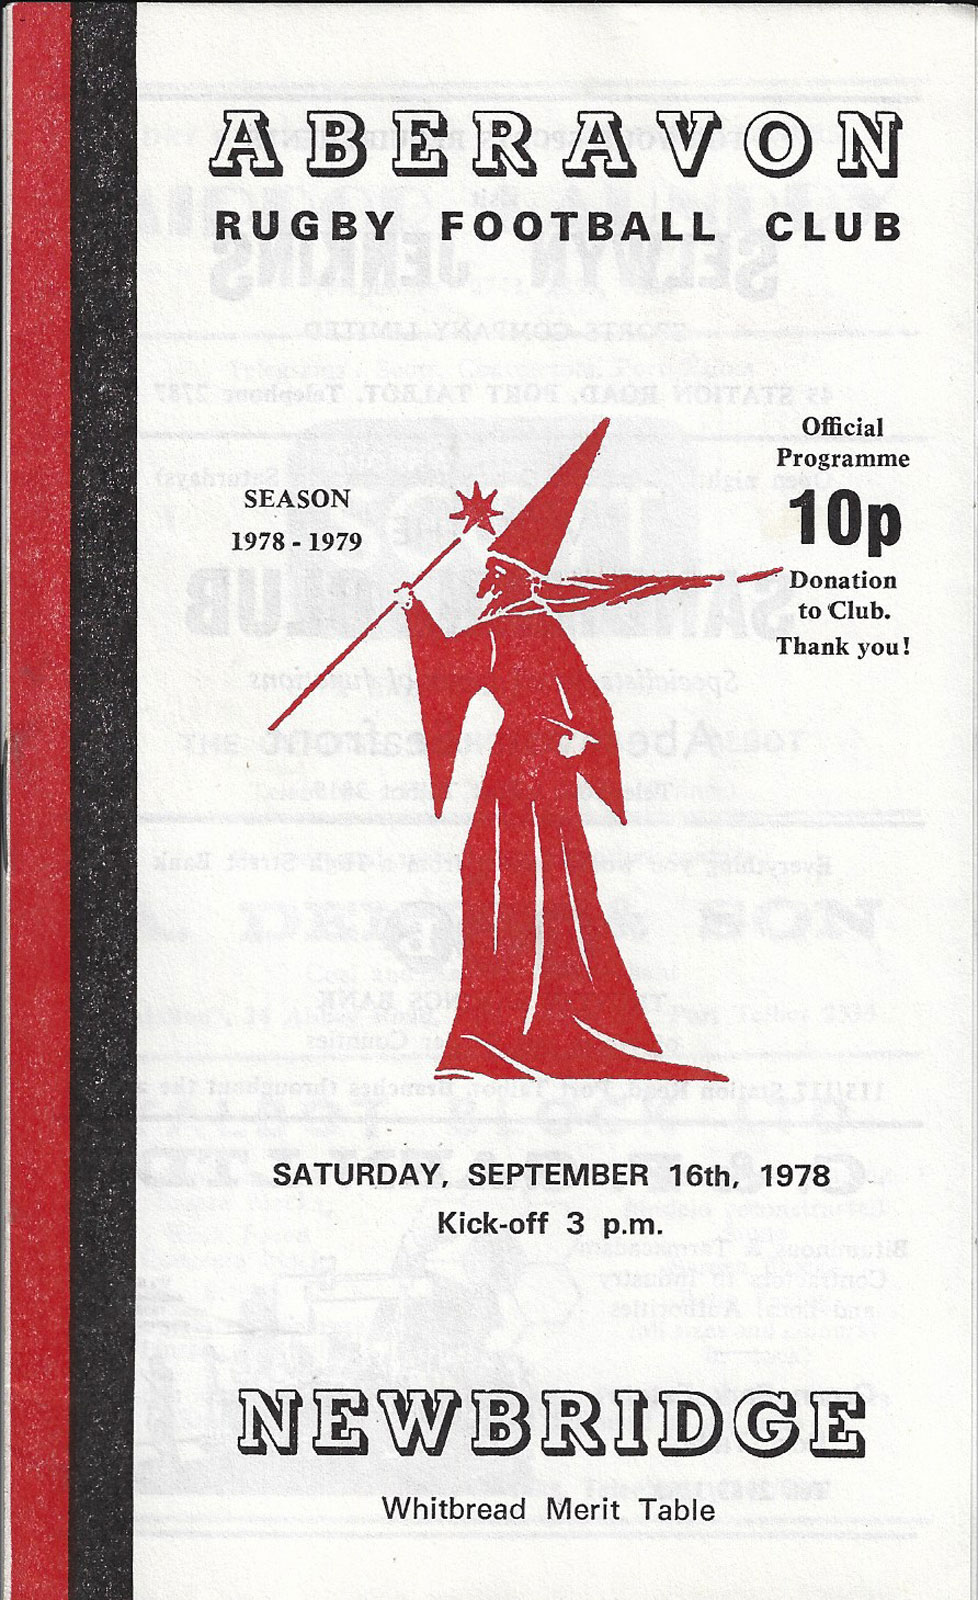 ABERAVON
RUGBY FOOTBALL CLUB
SEASON
1978 - 1979
Official
Programme
10p
Donation
to Club.
Thank you!
SATURDAY, SEPTEMBER 16th, 1978
Kick-off 3 p.m.
NEWBRIDGE
Whitbread Merit Table